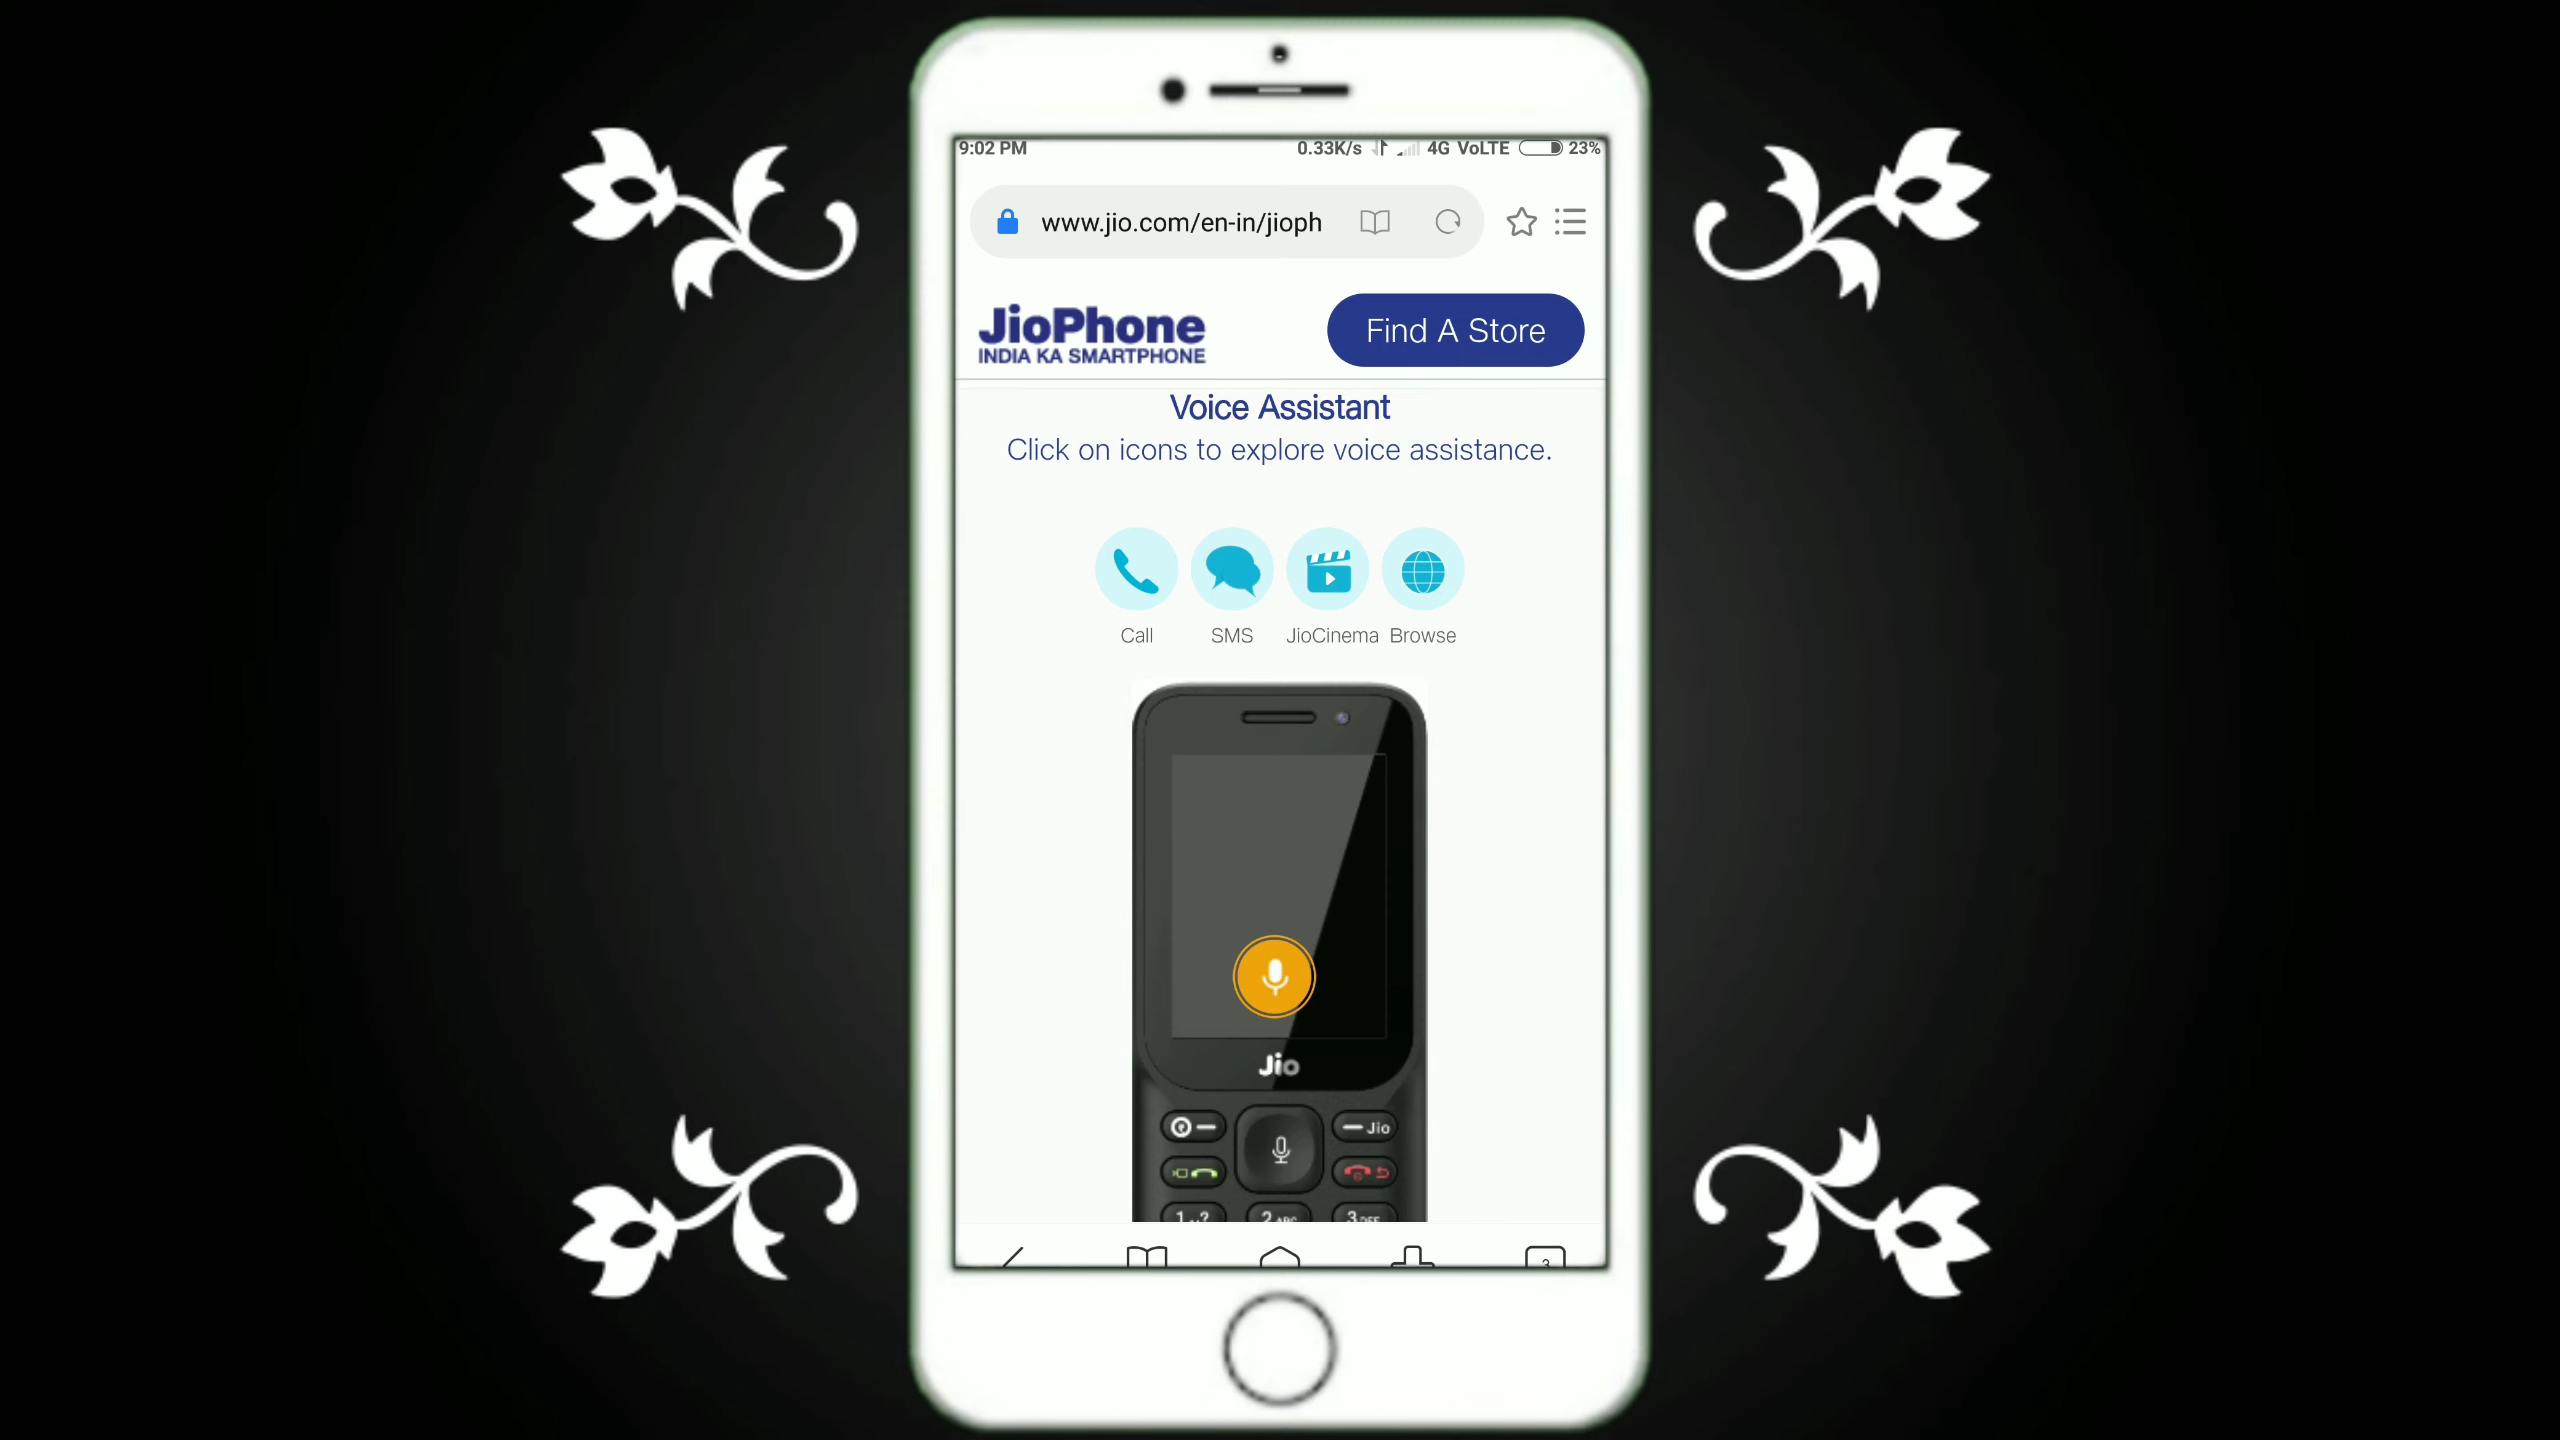 9:02 PM 0.33K/s 4G VoLTE 23%
www.jio.com/en-in/jioph
JioPhone
INDIA KA SMARTPHONE
Find A Store
Voice Assistant
Click on icons to explore voice assistance.
Call SMS JioCinema Browse
Jio
Jio
3